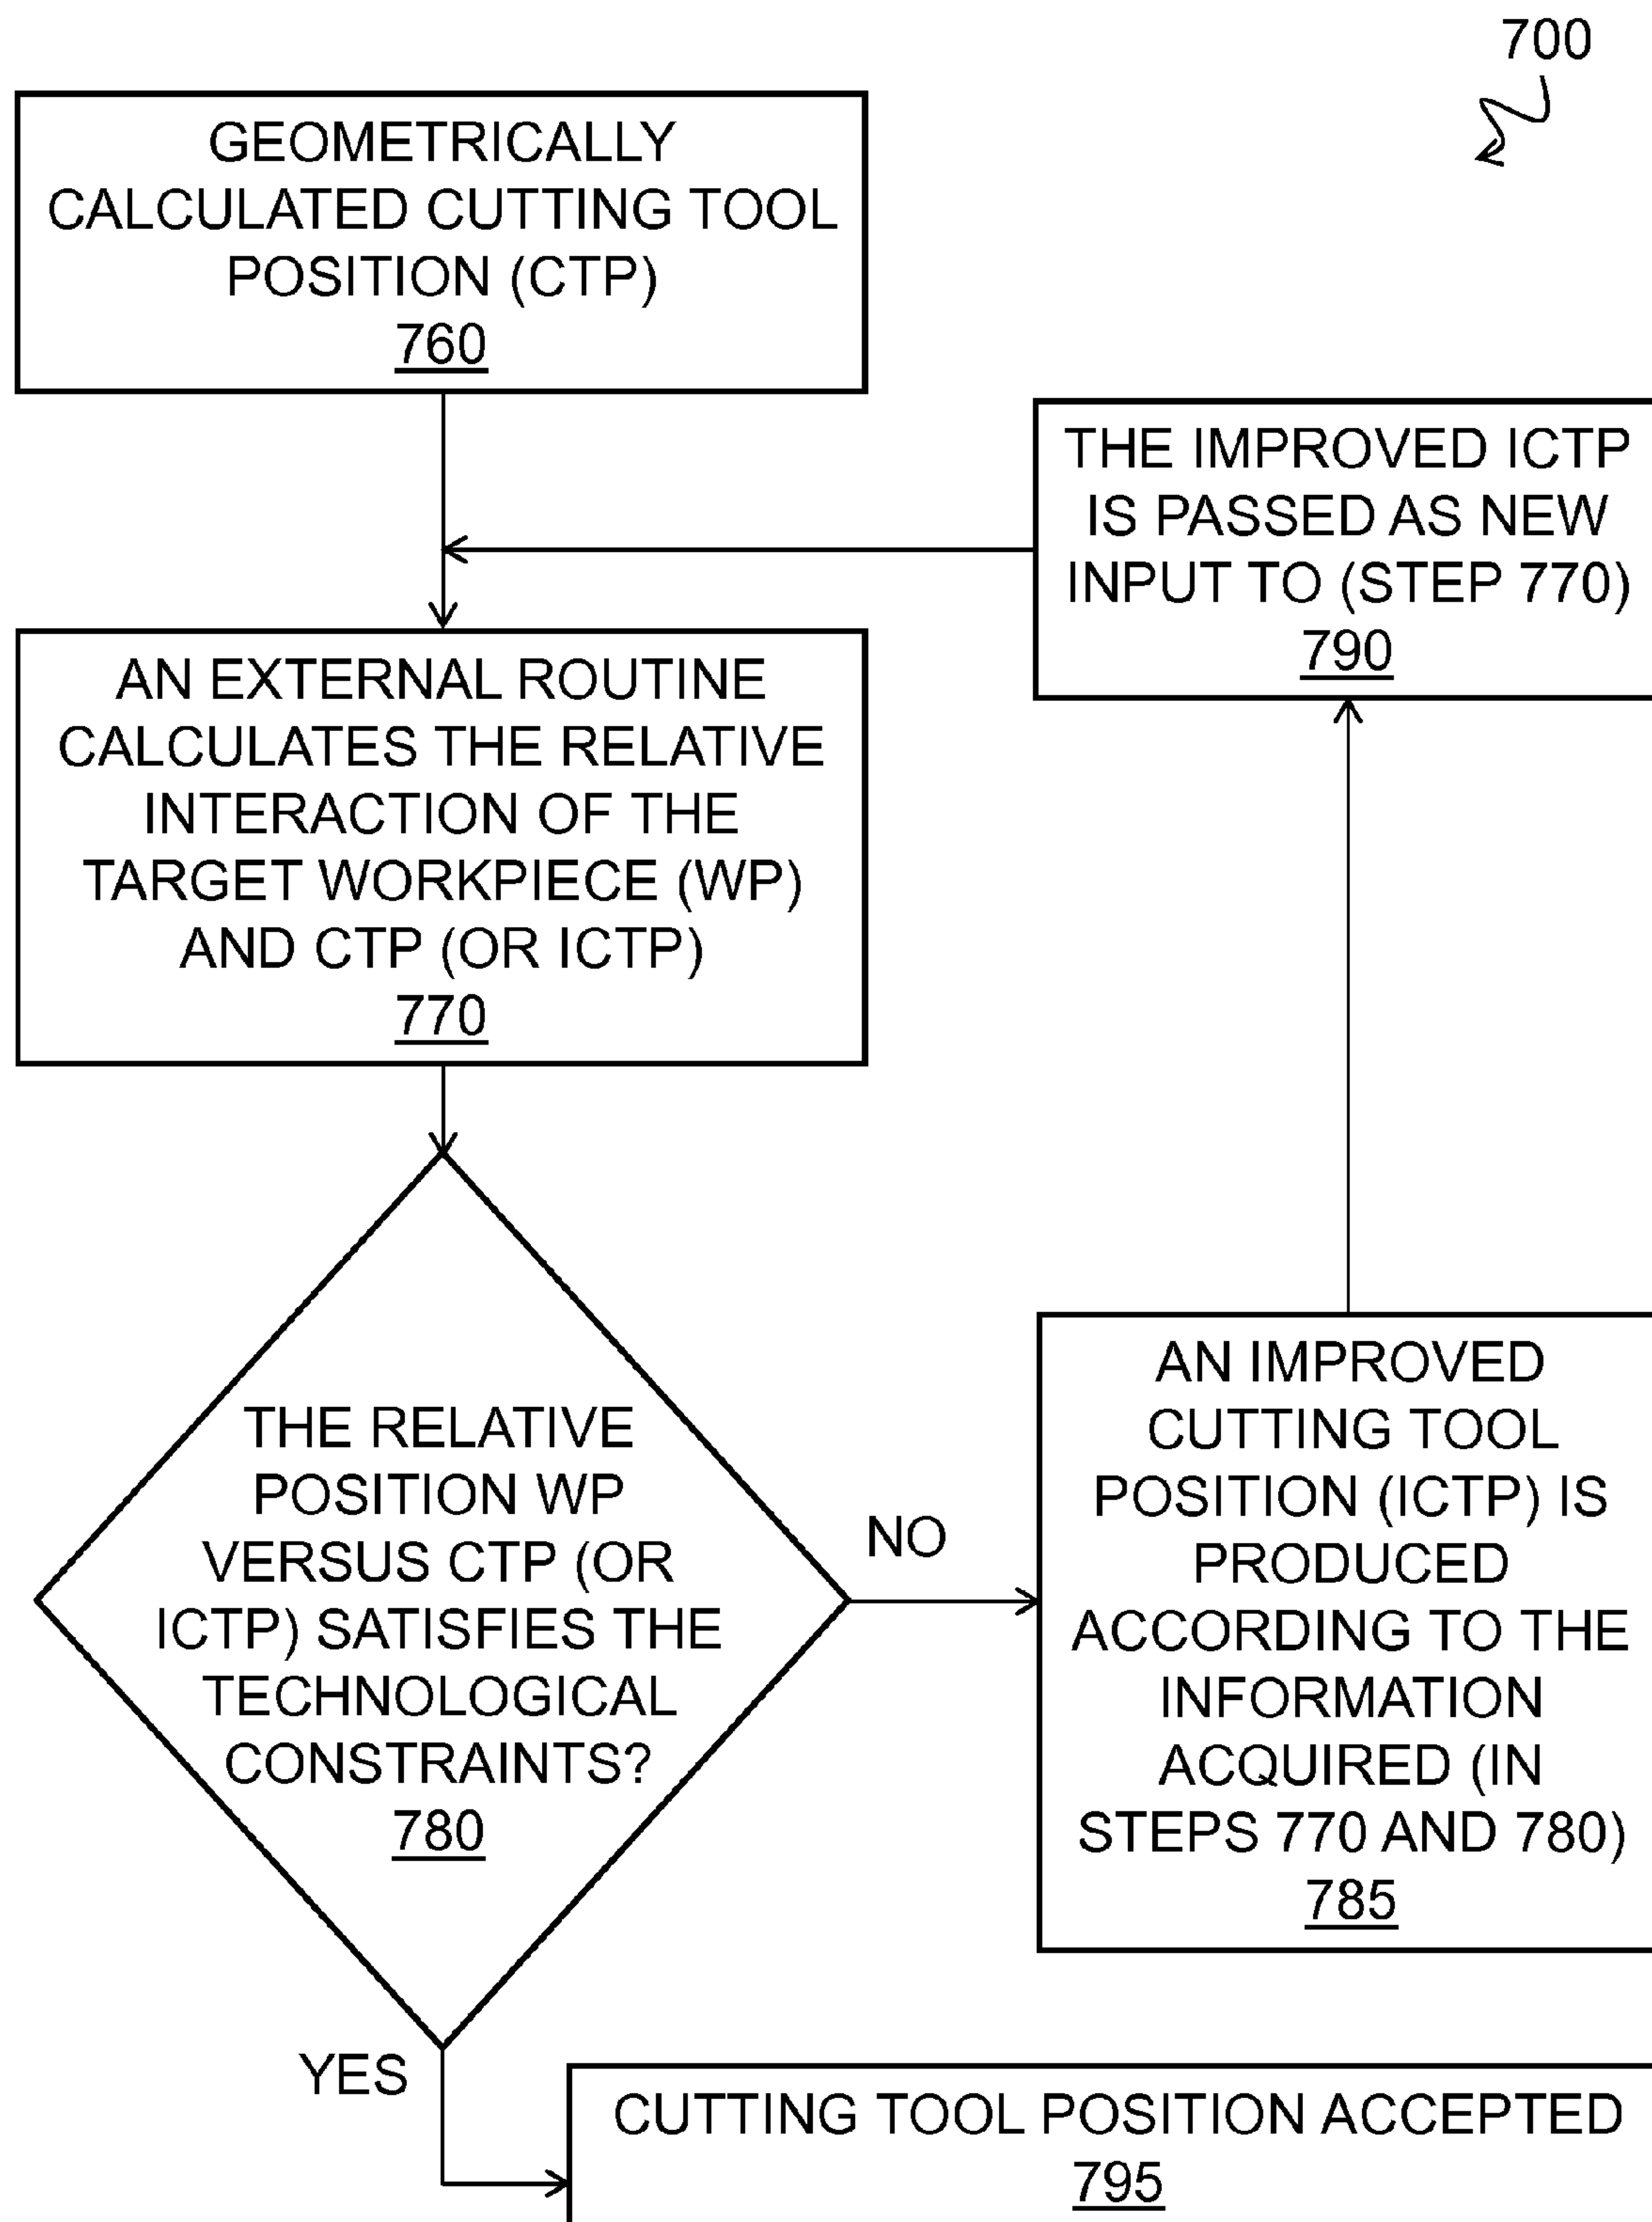 700
GEOMETRICALLY
CALCULATED CUTTING TOOL
POSITION (CTP)
760
THE IMPROVED ICTP
IS PASSED AS NEW
INPUT TO (STEP 770)
790
AN EXTERNAL ROUTINE
CALCULATES THE RELATIVE
INTERACTION OF THE
TARGET WORKPIECE (WP)
AND CTP (OR ICTP)
770
THE RELATIVE
POSITION WP
VERSUS CTP (OR
ICTP) SATISFIES THE
TECHNOLOGICAL
CONSTRAINTS?
780
NO
AN IMPROVED
CUTTING TOOL
POSITION (ICTP) IS
PRODUCED
ACCORDING TO THE
INFORMATION
ACQUIRED (IN
STEPS 770 AND 780)
785
YES
CUTTING TOOL POSITION ACCEPTED
795